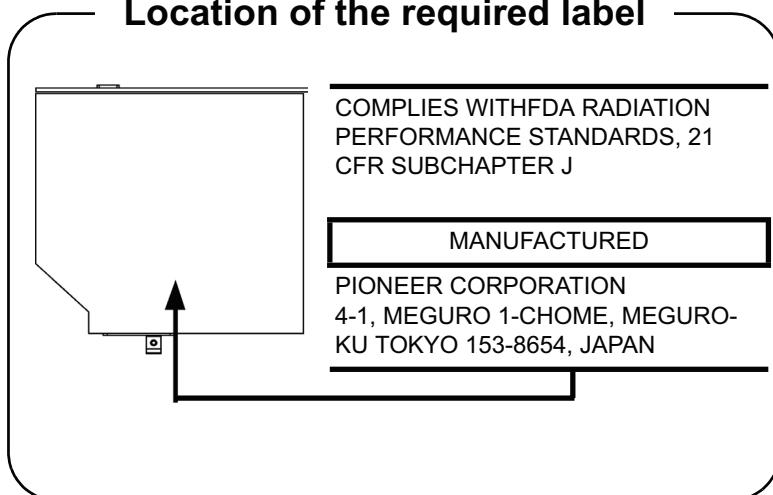 Location of the required label
COMPLIES WITHFDA RADIATION
PERFORMANCE STANDARDS, 21
CFR SUBCHAPTER J
MANUFACTURED
PIONEER CORPORATION
4-1, MEGURO 1-CHOME, MEGURO-
KU TOKYO 153-8654, JAPAN